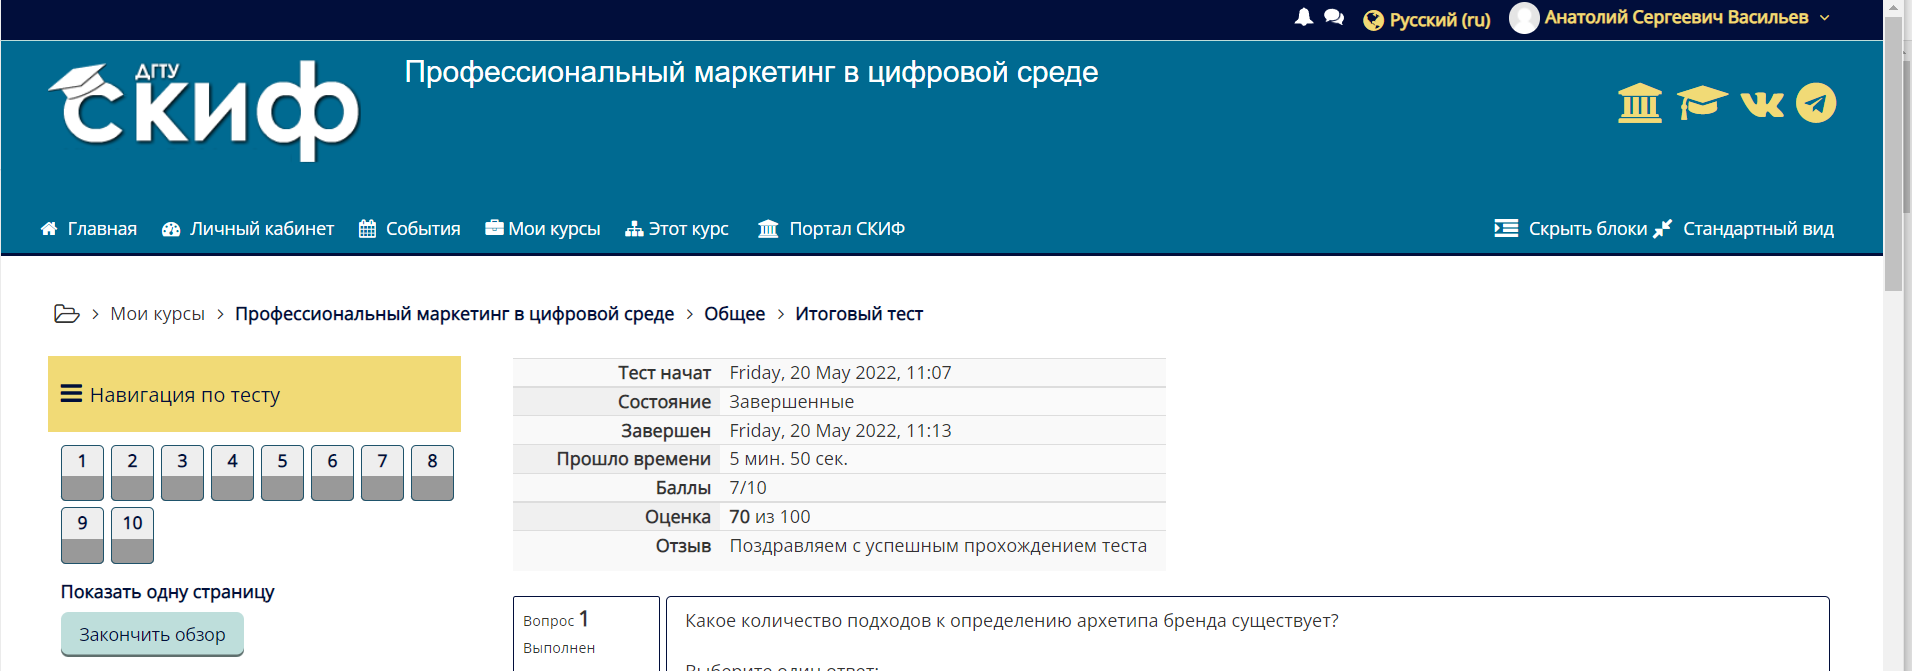 Русский (ru) Анатолий Сергеевич Васильев
ДГТУ
СКИФ
Профессиональный маркетинг в цифровой среде
Главная Личный кабинет События Мои курсы Этот курс Портал СКИФ Скрыть блоки Стандартный вид
Мои курсы > Профессиональный маркетинг в цифровой среде > Общее > Итоговый тест
Навигация по тесту
1 2 3 4 5 6 7 8
9 10
Показать одну страницу
Закончить обзор
Тест начат Friday, 20 May 2022, 11:07
Состояние Завершенные
Завершен Friday, 20 May 2022, 11:13
Прошло времени 5 мин. 50 сек.
Баллы 7/10
Оценка 70 из 100
Отзыв Поздравляем с успешным прохождением теста
Вопрос 1
Выполнен
Какое количество подходов к определению архетипа бренда существует?
Выберите один ответ: